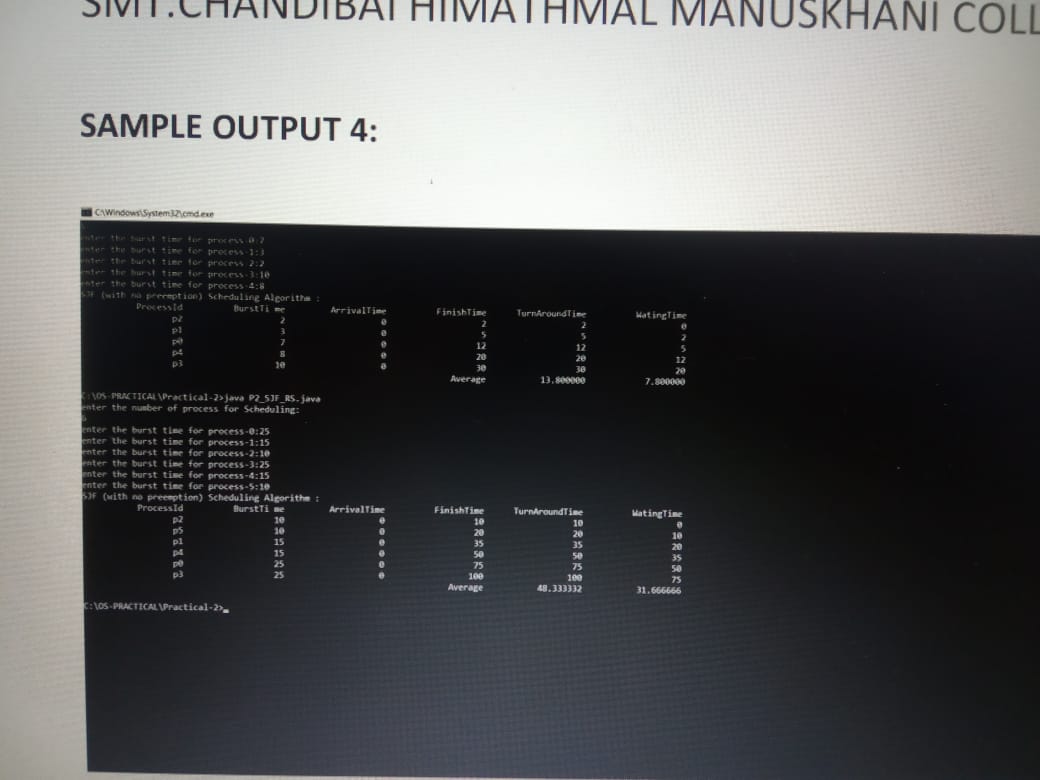 SMT.CHANDIBAI HIMATHMAL MANUSKHANI COLL
SAMPLE OUTPUT 4:
C:\Windows\System32\cmd.exe
enter the burst time for process-0:7
enter the burst time for process-1:3
enter the burst time for process-2:2
enter the burst time for process-3:10
enter the burst time for process-4:8
SJF (with no preemption) Scheduling Algorithm :
ProcessId BurstTi me ArrivalTime FinishTime TurnAroundTime WatingTime
p2 2 0 2 2 0
p1 3 0 5 5 2
p0 7 0 12 12 5
p4 8 0 20 20 12
p3 10 0 30 30 20
Average 13.800000 7.800000
C:\OS-PRACTICAL\Practical-2>java P2_SJF_RS.java
enter the number of process for Scheduling:
enter the burst time for process-0:25
enter the burst time for process-1:15
enter the burst time for process-2:10
enter the burst time for process-3:25
enter the burst time for process-4:15
enter the burst time for process-5:10
SJF (with no preemption) Scheduling Algorithm :
ProcessId BurstTi me ArrivalTime FinishTime TurnAroundTime WatingTime
p2 10 0 10 10 0
p5 10 0 20 20 10
p1 15 0 35 35 20
p4 15 0 50 50 35
p0 25 0 75 75 50
p3 25 0 100 100 75
Average 48.333332 31.666666
C:\OS-PRACTICAL\Practical-2>_